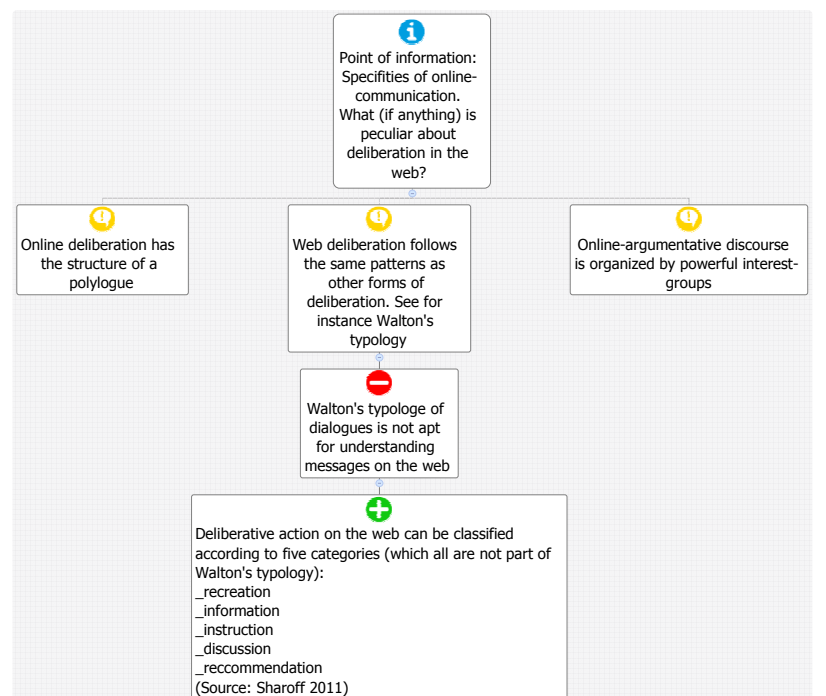 Point of information:
Specifities of online-
communication.
What (if anything) is
peculiar about
deliberation in the
web?
Online deliberation has
the structure of a
polylogue
Web deliberation follows
the same patterns as
other forms of
deliberation. See for
instance Walton's
typology
Online-argumentative discourse
is organized by powerful interest-
groups
Walton's typologe of
dialogues is not apt
for understanding
messages on the web
Deliberative action on the web can be classified
according to five categories (which all are not part of
Walton's typology):
_recreation
_information
_instruction
_discussion
_reccommendation
(Source: Sharoff 2011)